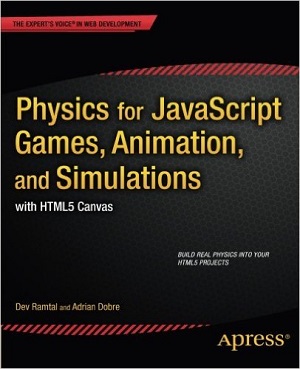 THE EXPERT'S VOICE® IN WEB DEVELOPMENT
Physics for JavaScript
Games, Animation,
and Simulations
with HTML5 Canvas
BUILD REAL PHYSICS INTO YOUR
HTML5 PROJECTS
Dev Ramtal and Adrian Dobre
Apress®